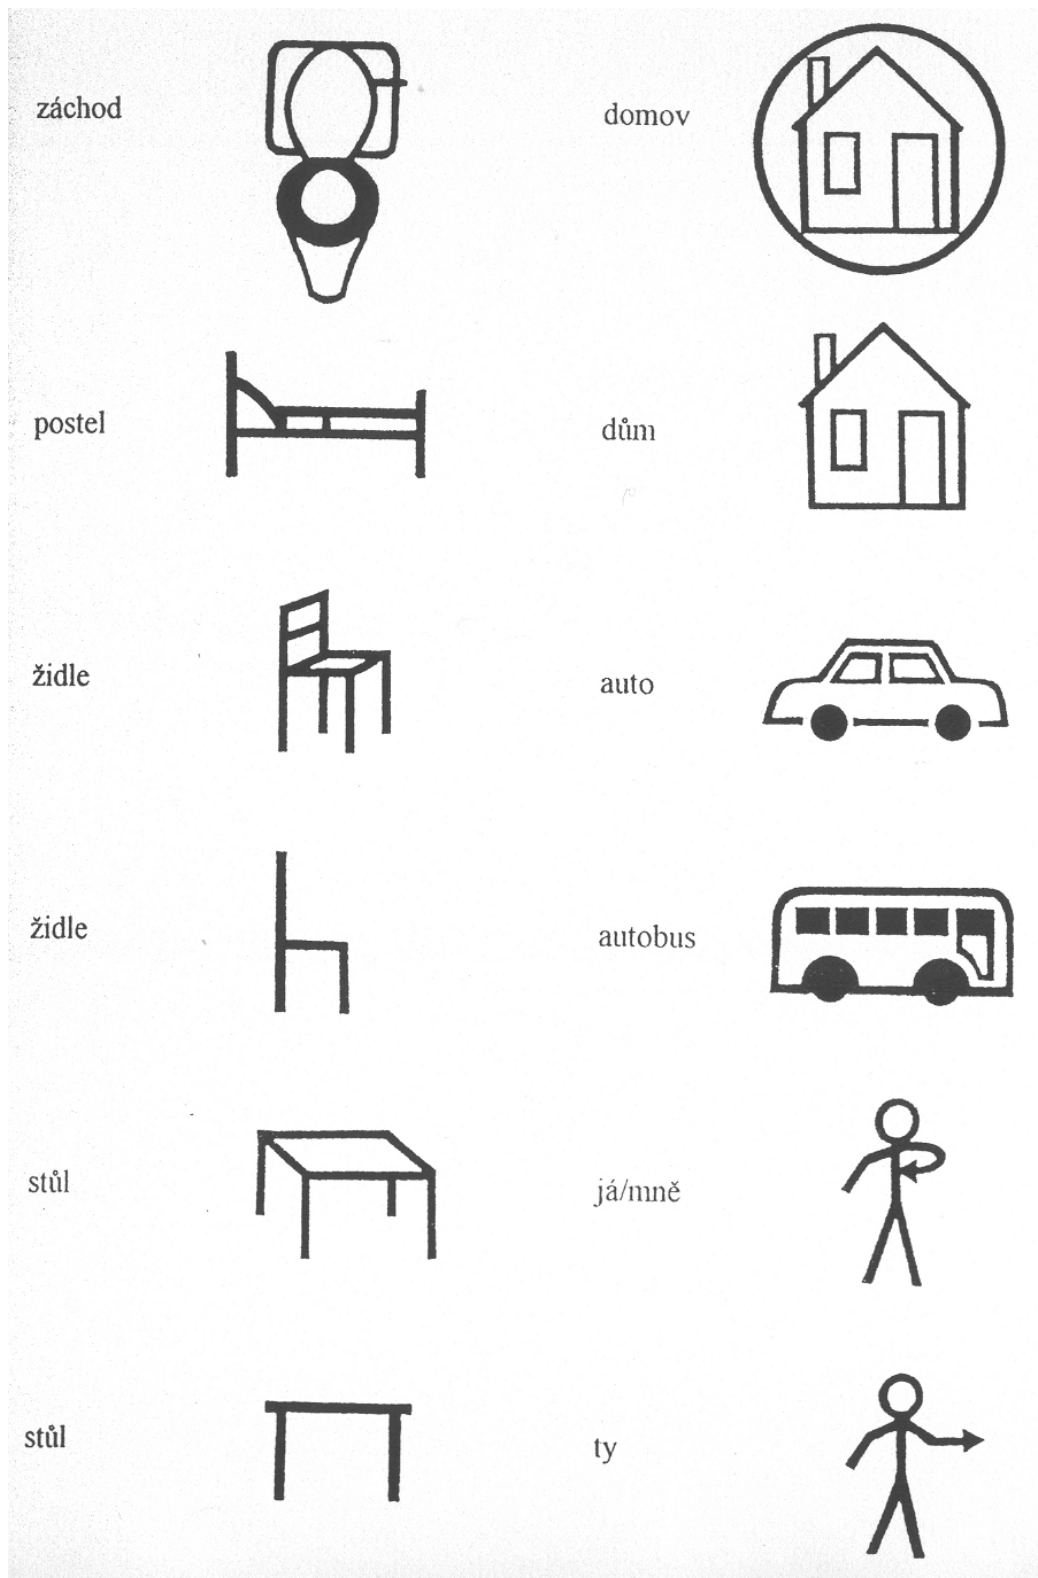 záchod
domov
postel
dům
židle
auto
židle
autobus
stůl
já/mně
stůl
ty